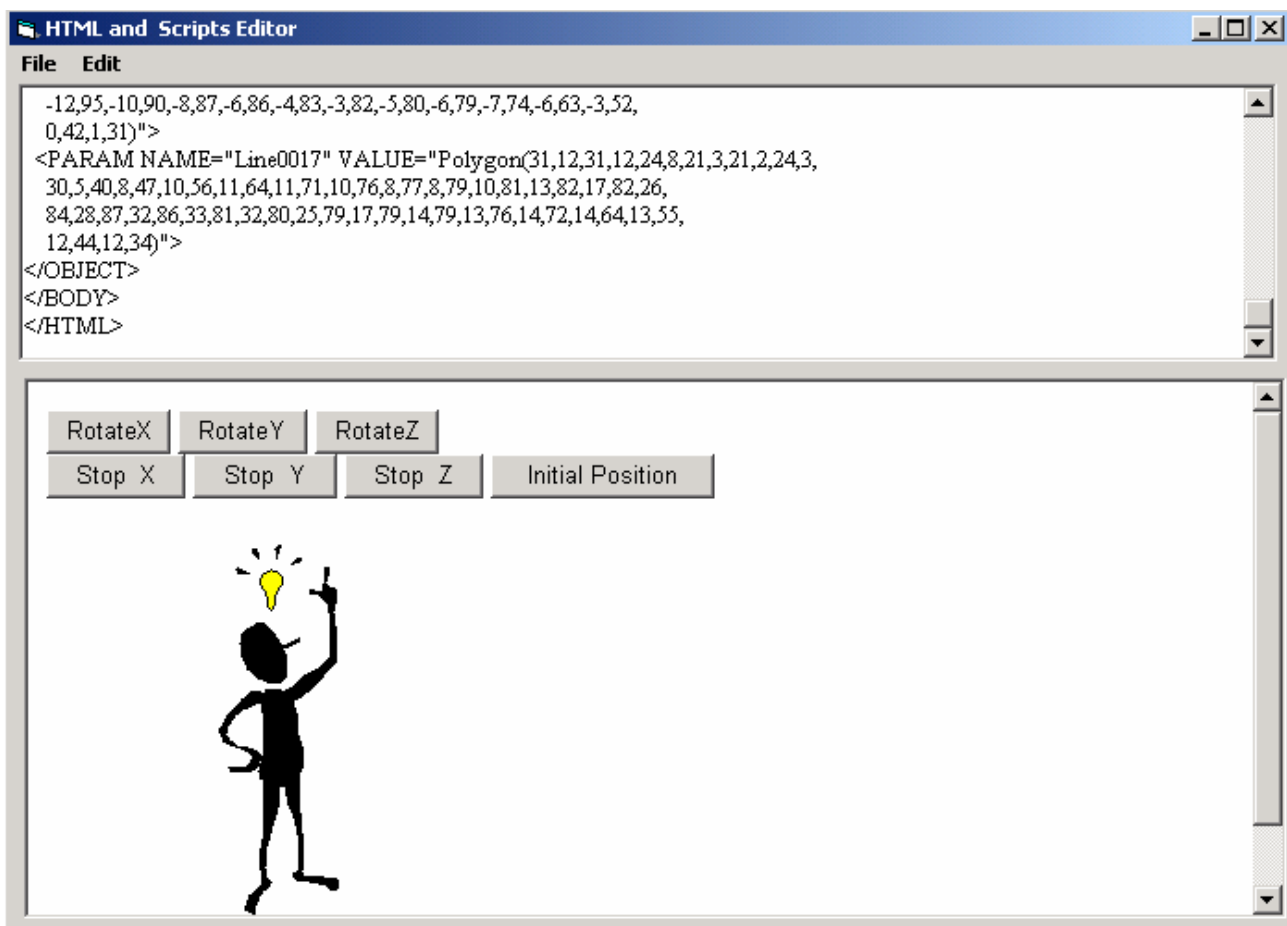 HTML and Scripts Editor
File Edit
-12,95,-10,90,-8,87,-6,86,-4,83,-3,82,-5,80,-6,79,-7,74,-6,63,-3,52,
0,42,1,31)">
<PARAM NAME="Line0017" VALUE="Polygon(31,12,31,12,24,8,21,3,21,2,24,3,
30,5,40,8,47,10,56,11,64,11,71,10,76,8,77,8,79,10,81,13,82,17,82,26,
84,28,87,32,86,33,81,32,80,25,79,17,79,14,79,13,76,14,72,14,64,13,55,
12,44,12,34)">
</OBJECT>
</BODY>
</HTML>
RotateX RotateY RotateZ
Stop X Stop Y Stop Z Initial Position